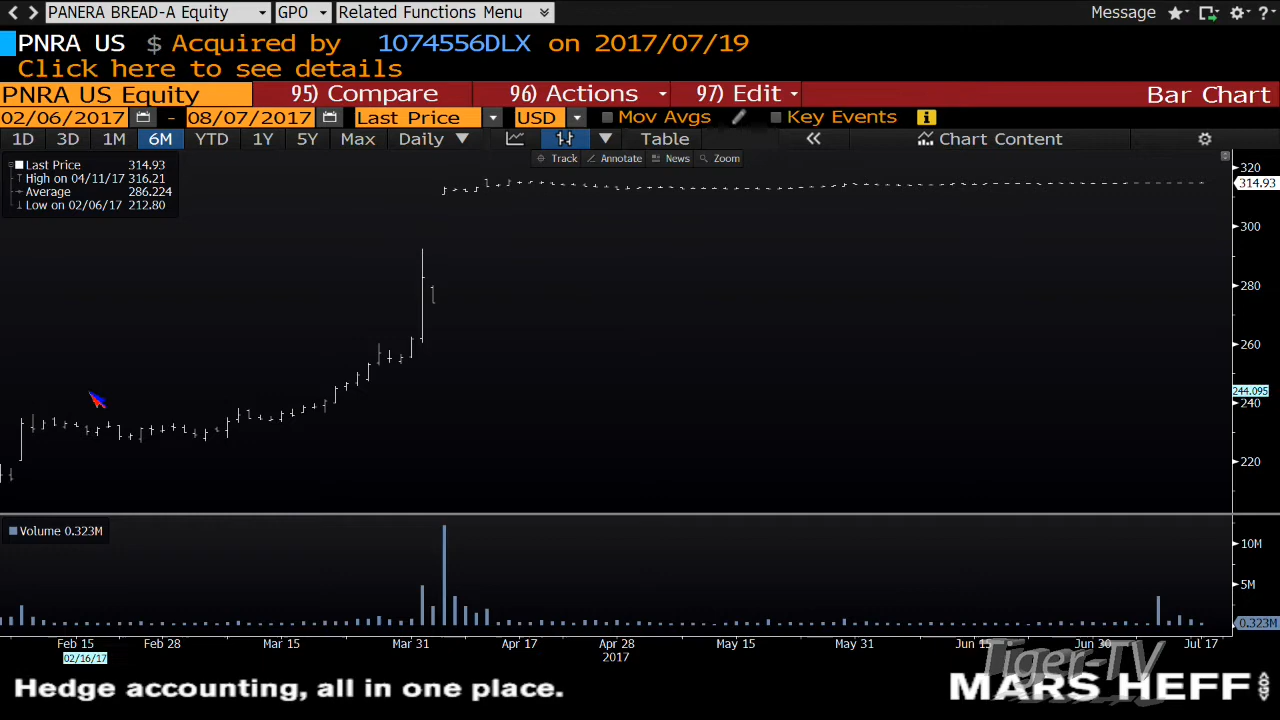 PANERA BREAD-A Equity GPO Related Functions Menu Message ?
PNRA US $ Acquired by 1074556DLX on 2017/07/19
Click here to see details
PNRA US Equity 95) Compare 96) Actions 97) Edit Bar Chart
02/06/2017 - 08/07/2017 Last Price USD Mov Avgs Key Events i
1D 3D 1M 6M YTD 1Y 5Y Max Daily Table « Chart Content
Track Annotate News Zoom
Last Price 314.93
High on 04/11/17 316.21
Average 286.224
Low on 02/06/17 212.80
320
314.93
300
280
260
244.095
240
220
Volume 0.323M
10M
5M
0.323M
Feb 15 Feb 28 Mar 15 Mar 31 Apr 17 Apr 28 May 15 May 31 Jun 15 Jun 30 Jul 17
02/16/17 2017
Tiger-TV
Hedge accounting, all in one place. MARS HEFF